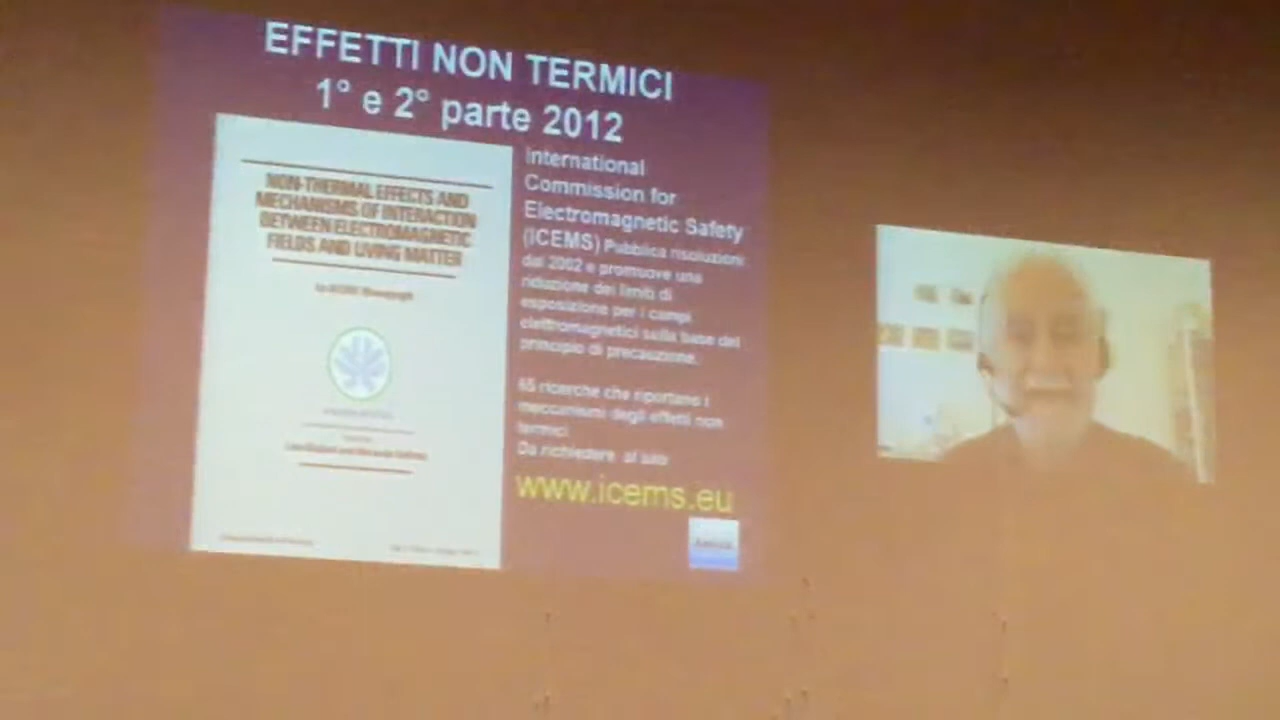 EFFETTI NON TERMICI
1° e 2° parte 2012
NON-THERMAL EFFECTS AND
MECHANISMS OF INTERACTION
BETWEEN ELECTROMAGNETIC
FIELDS AND LIVING MATTER
International
Commission for
Electromagnetic Safety
(ICEMS) Pubblica risoluzioni
dal 2002 e promuove una
riduzione dei limiti di
esposizione per i campi
elettromagnetici sulla base del
principio di precauzione.
65 ricerche che riportano i
meccanismi degli effetti non
termici
Da richiedere al sito
www.icems.eu